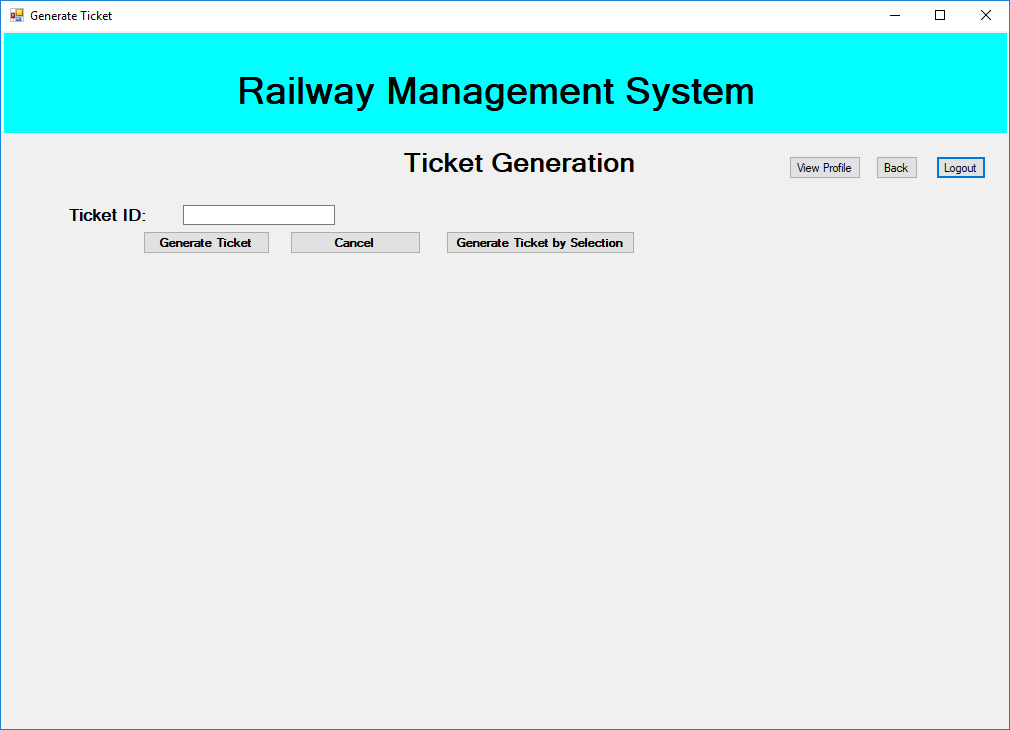 Generate Ticket
Railway Management System
Ticket Generation
View Profile Back Logout
Ticket ID:
Generate Ticket Cancel Generate Ticket by Selection